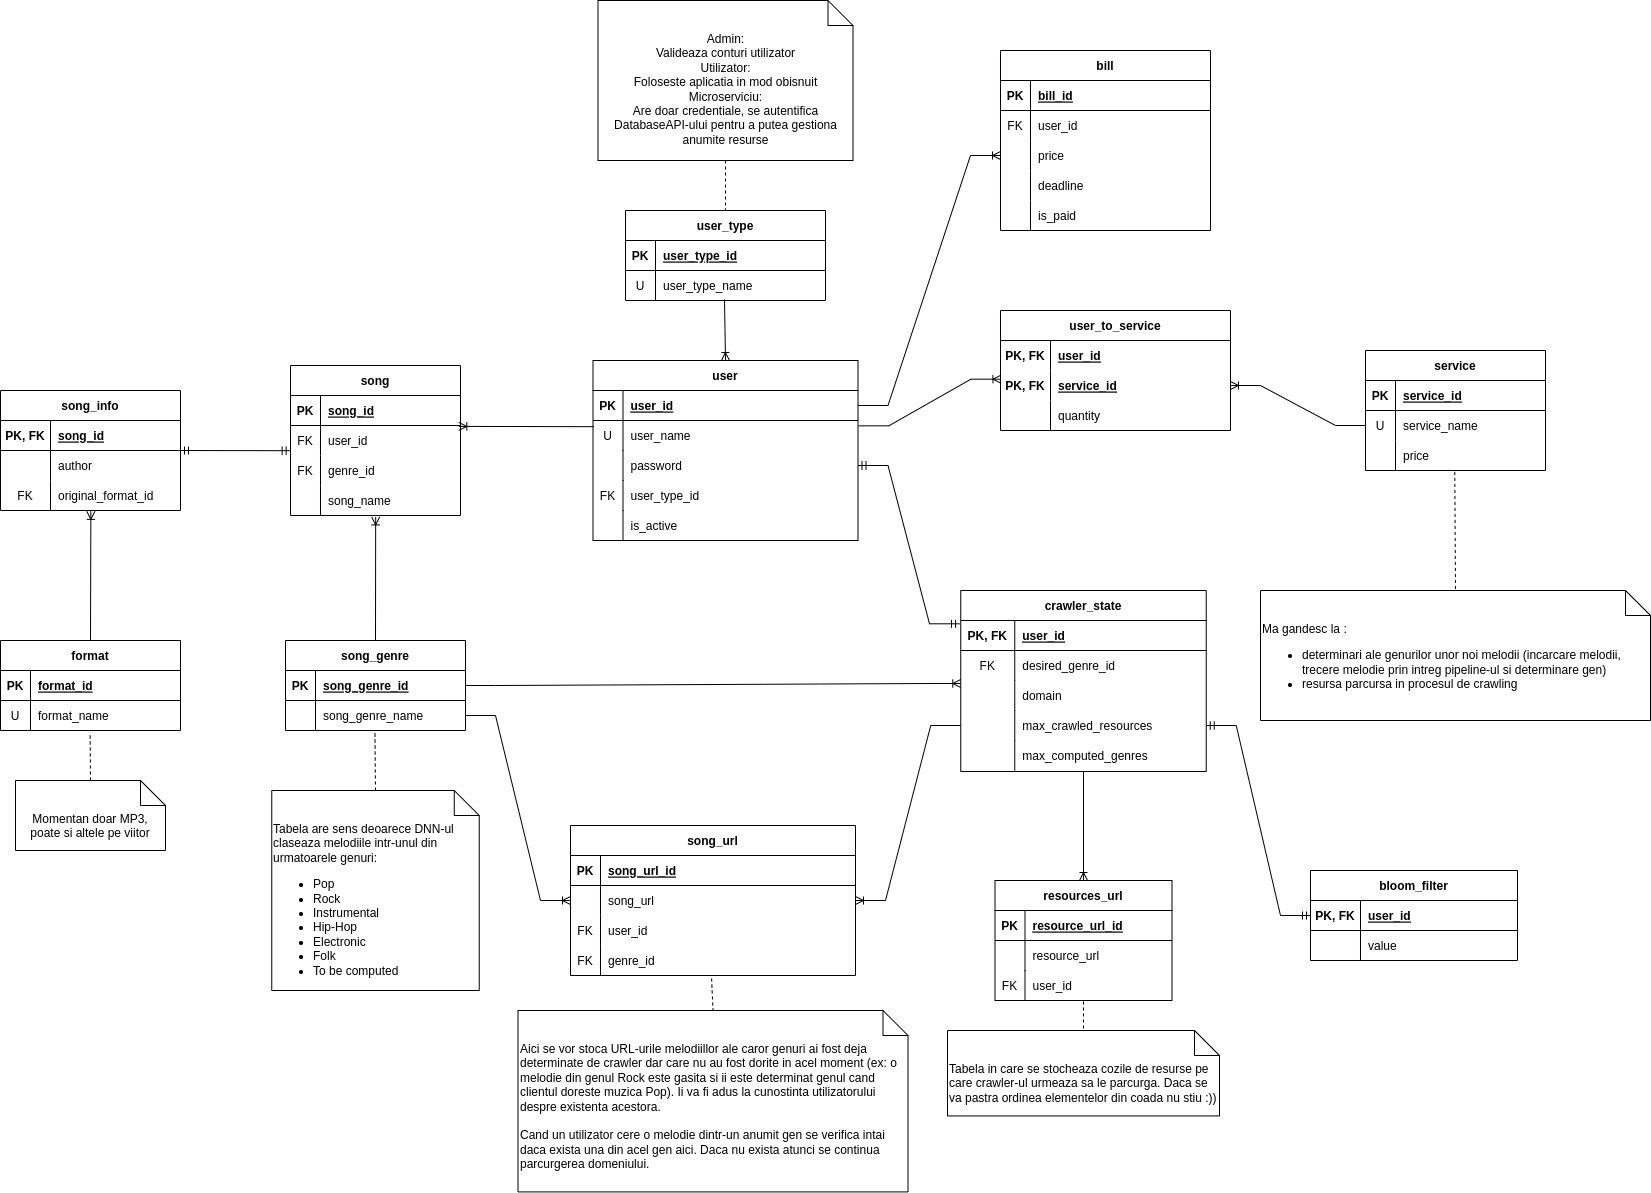 Admin:
Valideaza conturi utilizator
Utilizator:
Foloseste aplicatia in mod obisnuit
Microserviciu:
Are doar credentiale, se autentifica
DatabaseAPI-ului pentru a putea gestiona
anumite resurse
bill
PK bill_id
FK user_id
price
deadline
is_paid
user_type
PK user_type_id
U user_type_name
user_to_service
PK, FK user_id
PK, FK service_id
quantity
service
PK service_id
U service_name
price
user
PK user_id
U user_name
password
FK user_type_id
is_active
song
PK song_id
FK user_id
FK genre_id
song_name
song_info
PK, FK song_id
author
FK original_format_id
crawler_state
PK, FK user_id
FK desired_genre_id
domain
max_crawled_resources
max_computed_genres
Ma gandesc la :
• determinari ale genurilor unor noi melodii (incarcare melodii,
trecere melodie prin intreg pipeline-ul si determinare gen)
• resursa parcursa in procesul de crawling
format
PK format_id
U format_name
song_genre
PK song_genre_id
song_genre_name
Momentan doar MP3,
poate si altele pe viitor
Tabela are sens deoarece DNN-ul
claseaza melodiile intr-unul din
urmatoarele genuri:
• Pop
• Rock
• Instrumental
• Hip-Hop
• Electronic
• Folk
• To be computed
song_url
PK song_url_id
song_url
FK user_id
FK genre_id
resources_url
PK resource_url_id
resource_url
FK user_id
bloom_filter
PK, FK user_id
value
Aici se vor stoca URL-urile melodiillor ale caror genuri ai fost deja
determinate de crawler dar care nu au fost dorite in acel moment (ex: o
melodie din genul Rock este gasita si ii este determinat genul cand
clientul doreste muzica Pop). Ii va fi adus la cunostinta utilizatorului
despre existenta acestora.
Cand un utilizator cere o melodie dintr-un anumit gen se verifica intai
daca exista una din acel gen aici. Daca nu exista atunci se continua
parcurgerea domeniului.
Tabela in care se stocheaza cozile de resurse pe
care crawler-ul urmeaza sa le parcurga. Daca se
va pastra ordinea elementelor din coada nu stiu :))